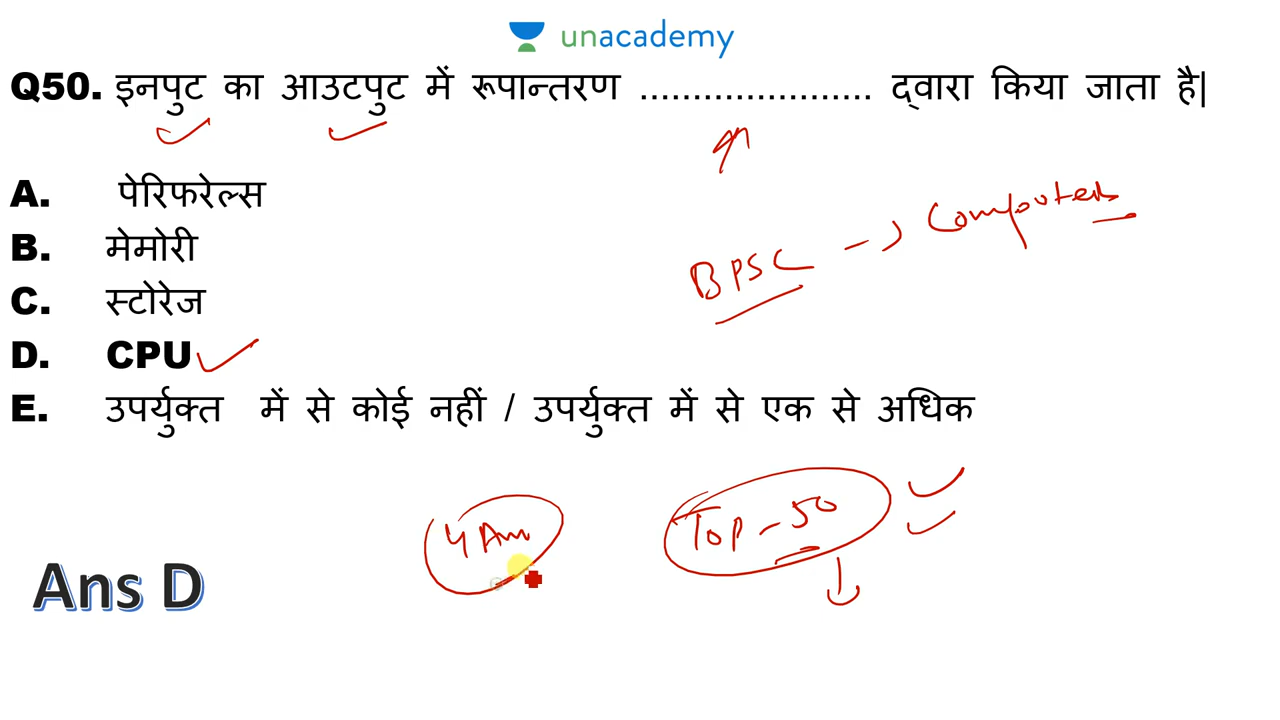 unacademy
Q50. इनपुट का आउटपुट में रूपान्तरण ...................... द्वारा किया जाता है|
A. पेरिफरेल्स
B. मेमोरी
C. स्टोरेज
D. CPU
E. उपर्युक्त में से कोई नहीं / उपर्युक्त में से एक से अधिक
BPSC --> Computer
4 Am
Top - 50
Ans D